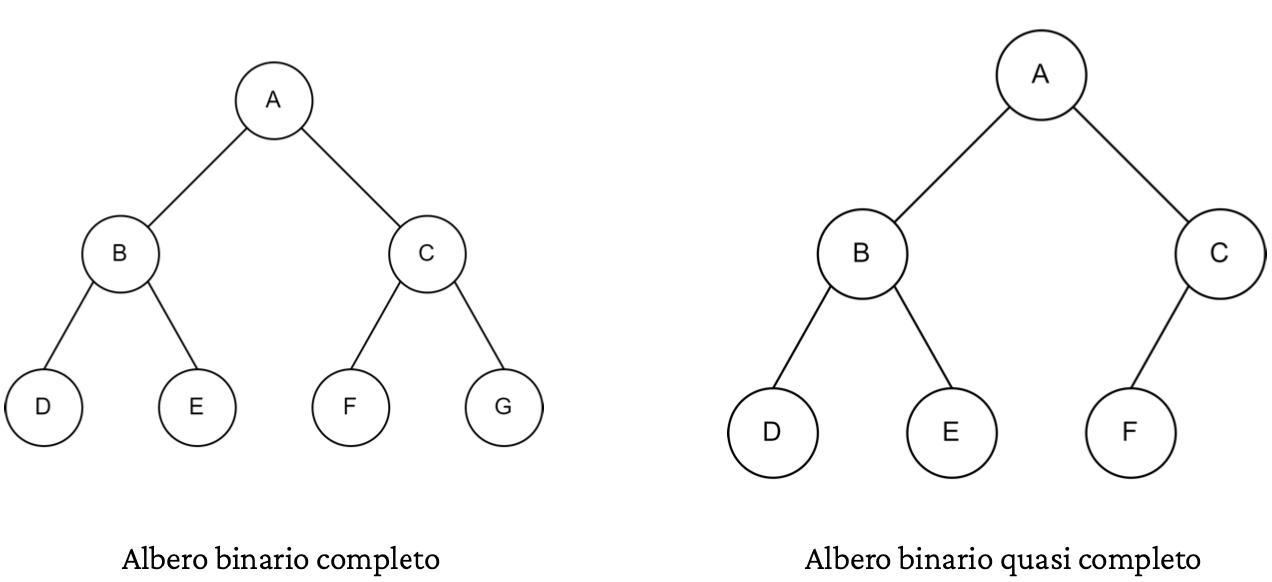 A
B C
D E F G
Albero binario completo
A
B C
D E F
Albero binario quasi completo